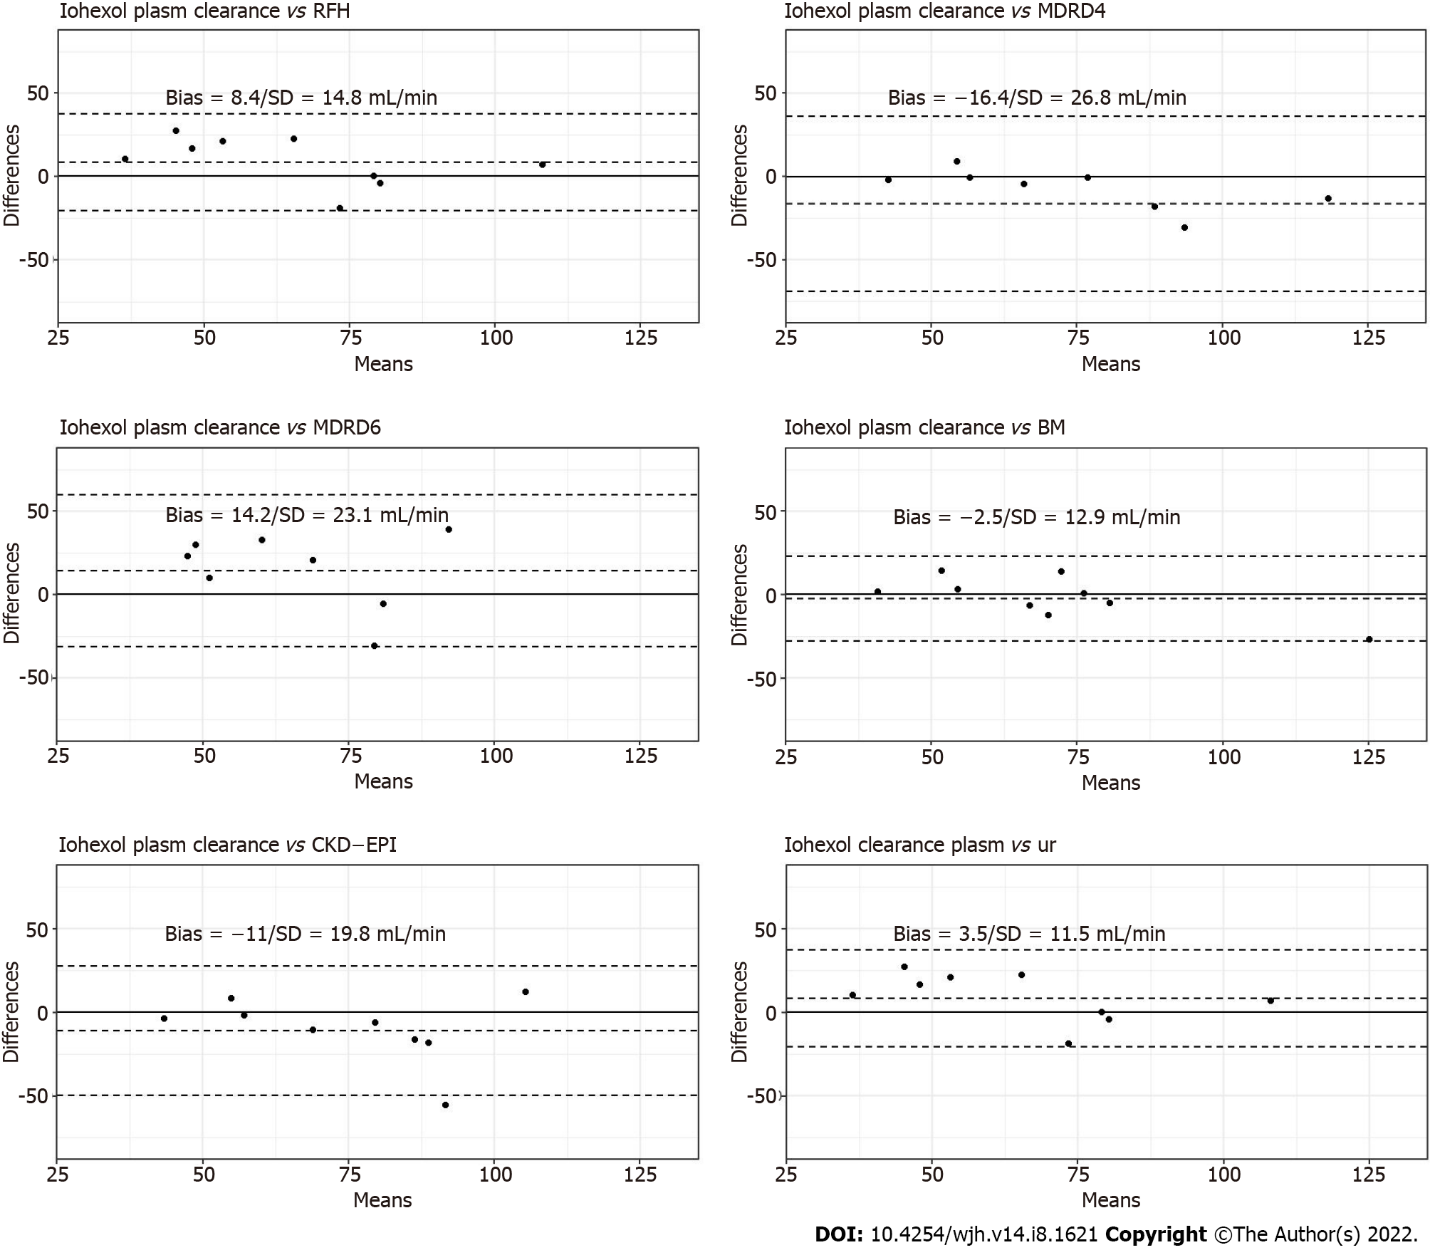 Iohexol plasm clearance vs RFH
Bias = 8.4/SD = 14.8 mL/min
50
0
-50
Differences
25 50 75 100 125
Means
Iohexol plasm clearance vs MDRD4
Bias = −16.4/SD = 26.8 mL/min
50
0
-50
Differences
25 50 75 100 125
Means
Iohexol plasm clearance vs MDRD6
Bias = 14.2/SD = 23.1 mL/min
50
0
-50
Differences
25 50 75 100 125
Means
Iohexol plasm clearance vs BM
Bias = −2.5/SD = 12.9 mL/min
50
0
-50
Differences
25 50 75 100 125
Means
Iohexol plasm clearance vs CKD−EPI
Bias = −11/SD = 19.8 mL/min
50
0
-50
Differences
25 50 75 100 125
Means
Iohexol clearance plasm vs ur
Bias = 3.5/SD = 11.5 mL/min
50
0
-50
Differences
25 50 75 100 125
Means
DOI: 10.4254/wjh.v14.i8.1621 Copyright ©The Author(s) 2022.